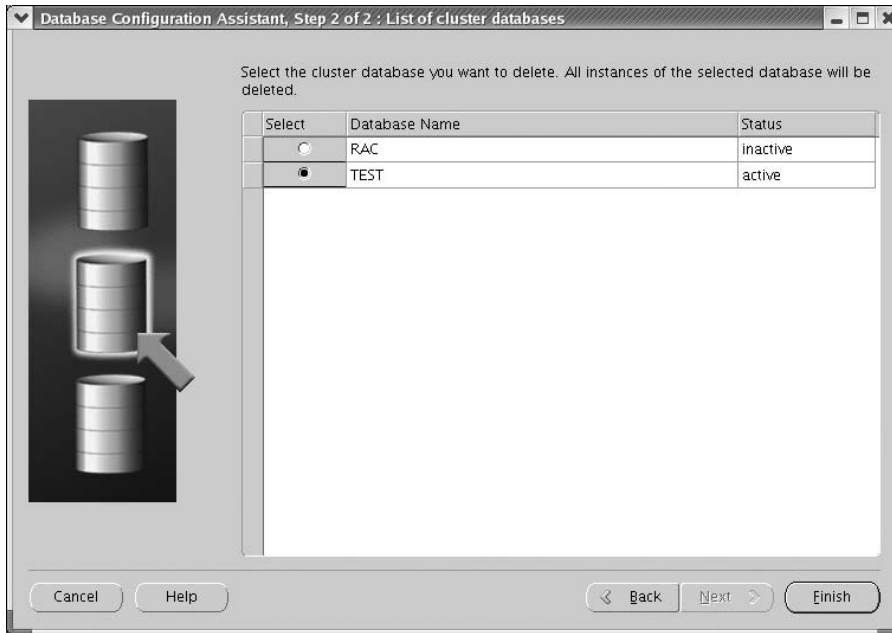 Database Configuration Assistant, Step 2 of 2 : List of cluster databases
Select the cluster database you want to delete. All instances of the selected database will be
deleted.
Select Database Name Status
RAC inactive
TEST active
Cancel Help Back Next Finish